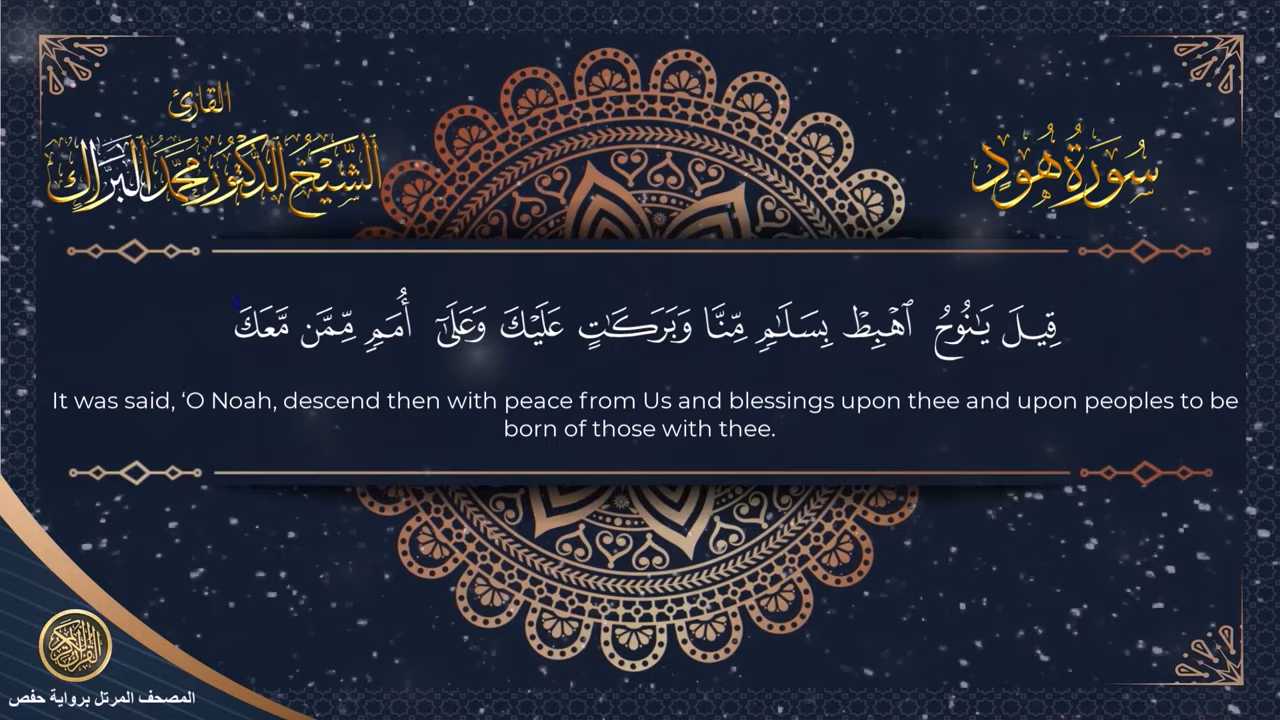 القارئ
الشيخ الدكتور محمد البراك
سُورَةُ هُودٍ
قِيلَ يَـٰنُوحُ ٱهْبِطْ بِسَلَـٰمٍ مِّنَّا وَبَرَكَـٰتٍ عَلَيْكَ وَعَلَىٰٓ أُمَمٍ مِّمَّن مَّعَكَ ۚ
It was said, ‘O Noah, descend then with peace from Us and blessings upon thee and upon peoples to be
born of those with thee.
القرآن الكريم
المصحف المرتل برواية حفص